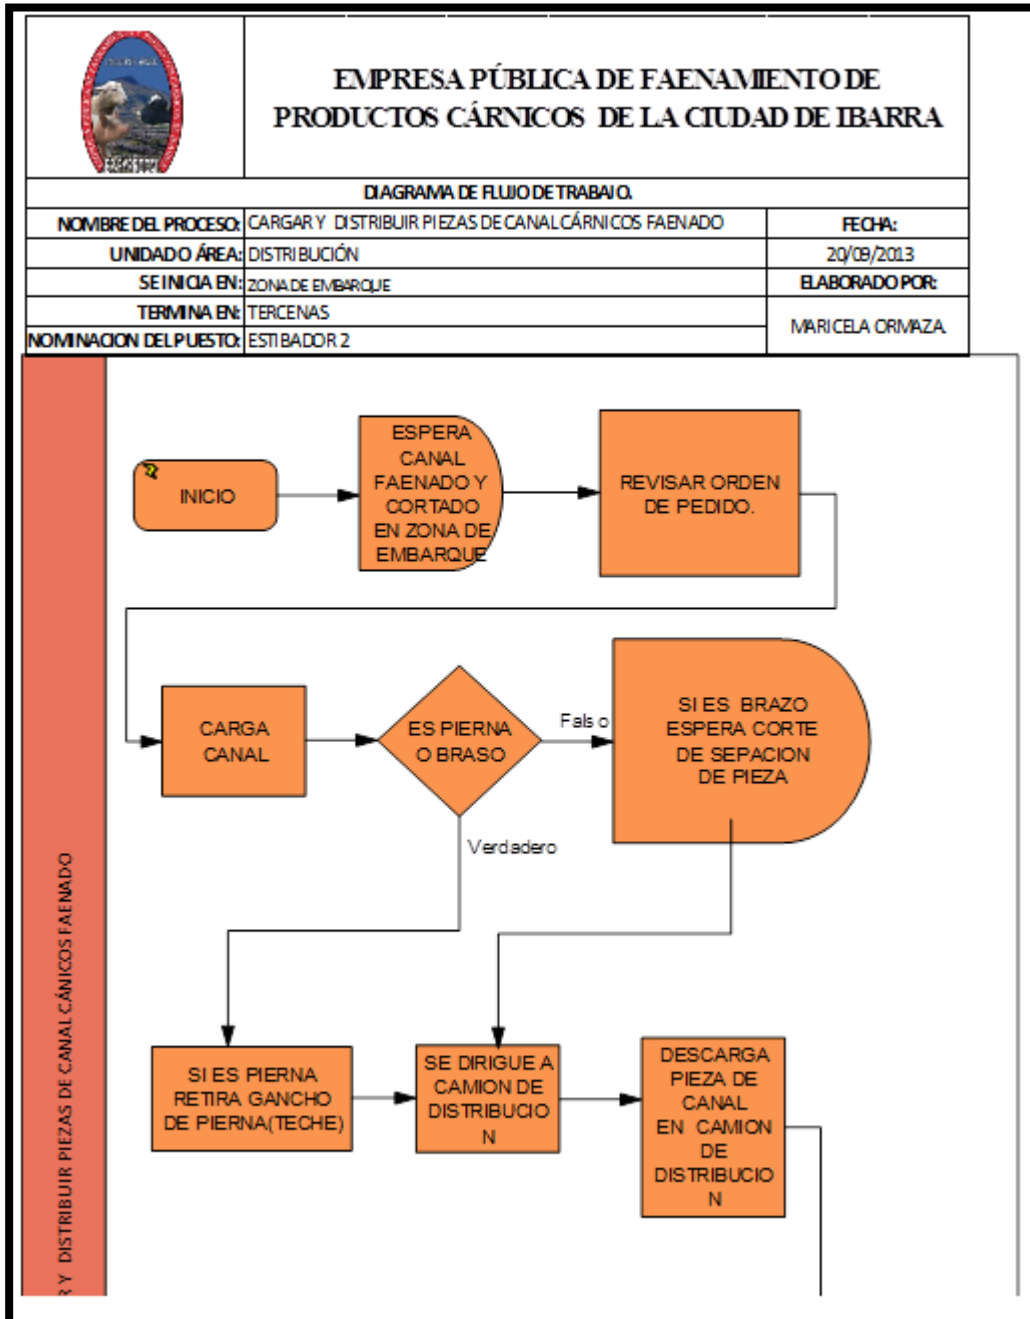 EMPRESA PÚBLICA DE FAENAMIENTO DE
PRODUCTOS CÁRNICOS DE LA CIUDAD DE IBARRA
DIAGRAMA DE FLUJO DE TRABAJO.
NOMBRE DEL PROCESO: CARGAR Y DISTRIBUIR PIEZAS DE CANAL CÁRNICOS FAENADO
FECHA:
UNIDAD O ÁREA: DISTRIBUCIÓN
20/09/2013
SE INICIA EN: ZONA DE EMBARQUE
ELABORADO POR:
TERMINA EN: TERCENAS
MARICELA ORMAZA.
NOMINACION DEL PUESTO: ESTIBADOR 2
INICIO
ESPERA
CANAL
FAENADO Y
CORTADO
EN ZONA DE
EMBARQUE
REVISAR ORDEN
DE PEDIDO.
CARGA
CANAL
ES PIERNA
O BRASO
Falso
SI ES BRAZO
ESPERA CORTE
DE SEPACION
DE PIEZA
Verdadero
SI ES PIERNA
RETIRA GANCHO
DE PIERNA(TECHE)
SE DIRIGUE A
CAMION DE
DISTRIBUCIO
N
DESCARGA
PIEZA DE
CANAL
EN CAMION
DE
DISTRIBUCIO
N
R Y DISTRIBUIR PIEZAS DE CANAL CÁNICOS FAENADO